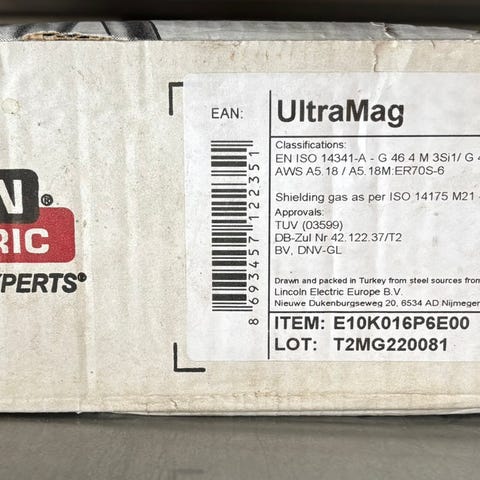 N®
RIC
XPERTS®
EAN:
8 693457 122351
UltraMag
Classifications:
EN ISO 14341-A - G 46 4 M 3Si1/ G 4
AWS A5.18 / A5.18M:ER70S-6
Shielding gas as per ISO 14175 M21
Approvals:
TUV (03599)
DB-Zul Nr 42.122.37/T2
BV, DNV-GL
Drawn and packed in Turkey from steel sources from
Lincoln Electric Europe B.V.
Nieuwe Dukenburgseweg 20, 6534 AD Nijmegen
ITEM: E10K016P6E00
LOT: T2MG220081